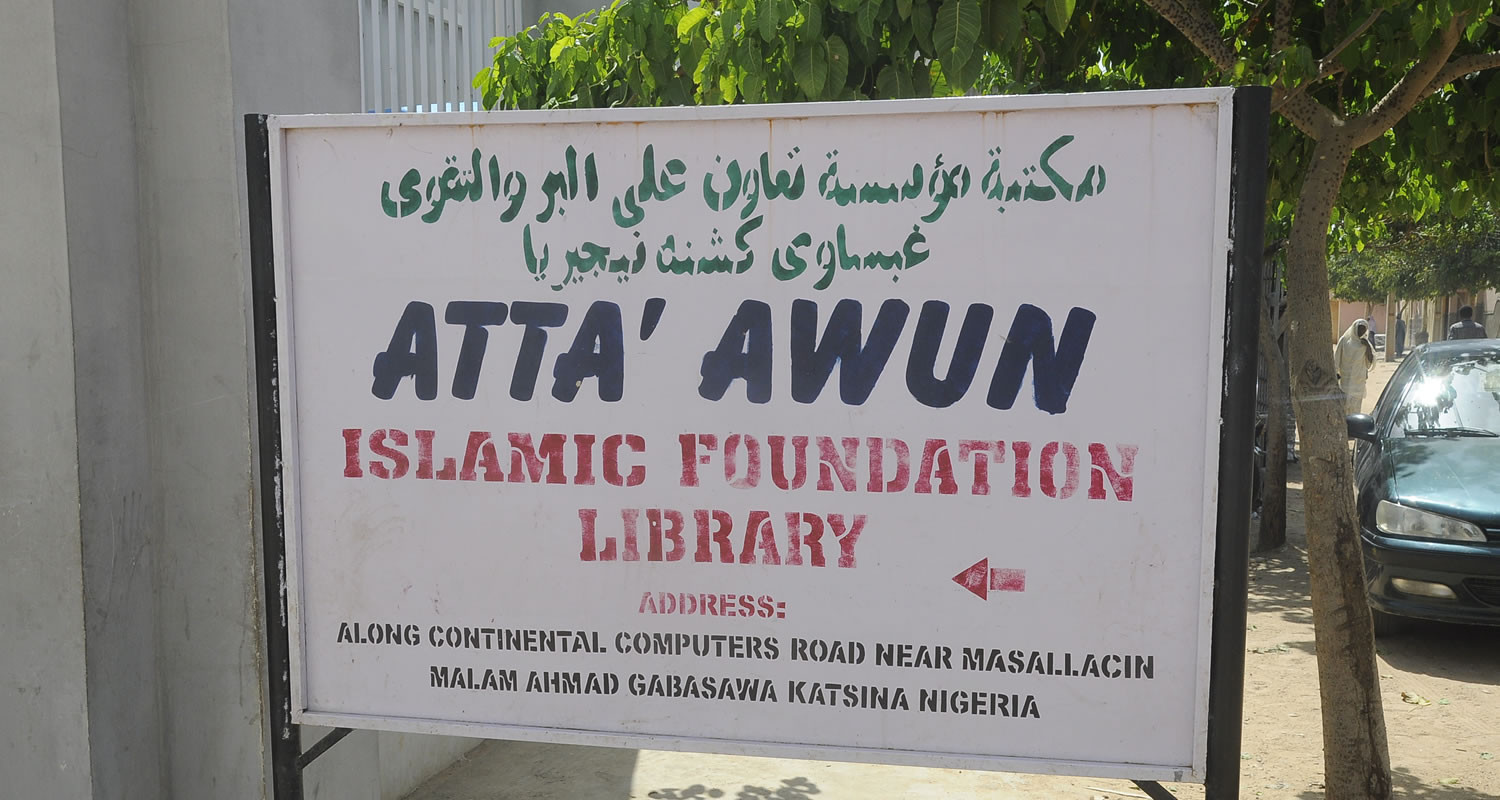 مكتبة مؤسسة تعاون على البر والتقوى
غبساوى كشنه نيجيريا
ATTA' AWUN
ISLAMIC FOUNDATION
LIBRARY
ADDRESS:
ALONG CONTINENTAL COMPUTERS ROAD NEAR MASALLACIN
MALAM AHMAD GABASAWA KATSINA NIGERIA